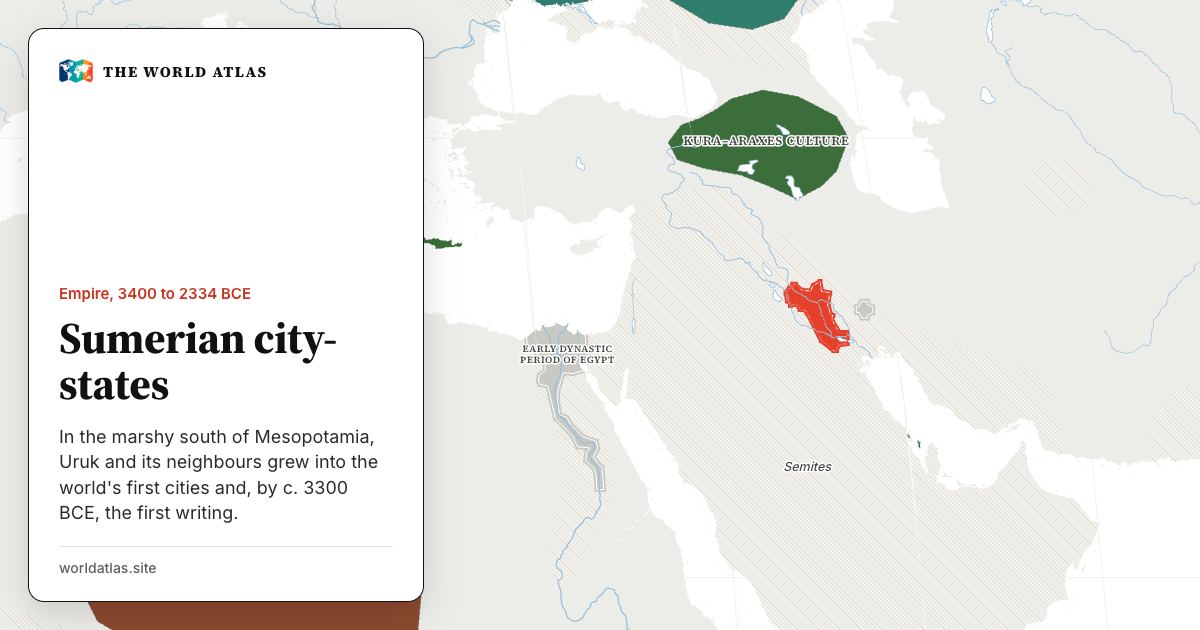 THE WORLD ATLAS
Empire, 3400 to 2334 BCE
Sumerian city-
states
In the marshy south of Mesopotamia,
Uruk and its neighbours grew into the
world's first cities and, by c. 3300
BCE, the first writing.
worldatlas.site
KURA–ARAXES CULTURE
EARLY DYNASTIC
PERIOD OF EGYPT
Semites